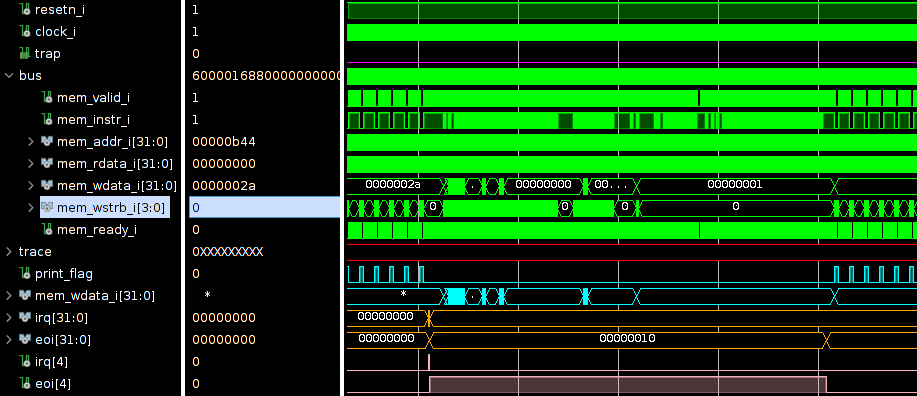 resetn_i 1
clock_i 1
trap 0
bus 60000168800000000000
mem_valid_i 1
mem_instr_i 1
mem_addr_i[31:0] 00000b44
mem_rdata_i[31:0] 00000000
mem_wdata_i[31:0] 0000002a 0000002a . 00000000 00... 00000001
mem_wstrb_i[3:0] 0 0 0 0 0
mem_ready_i 0
trace 0XXXXXXXXX
print_flag 0
mem_wdata_i[31:0] * * .
irq[31:0] 00000000 00000000
eoi[31:0] 00000000 00000000 00000010
irq[4] 0
eoi[4] 0